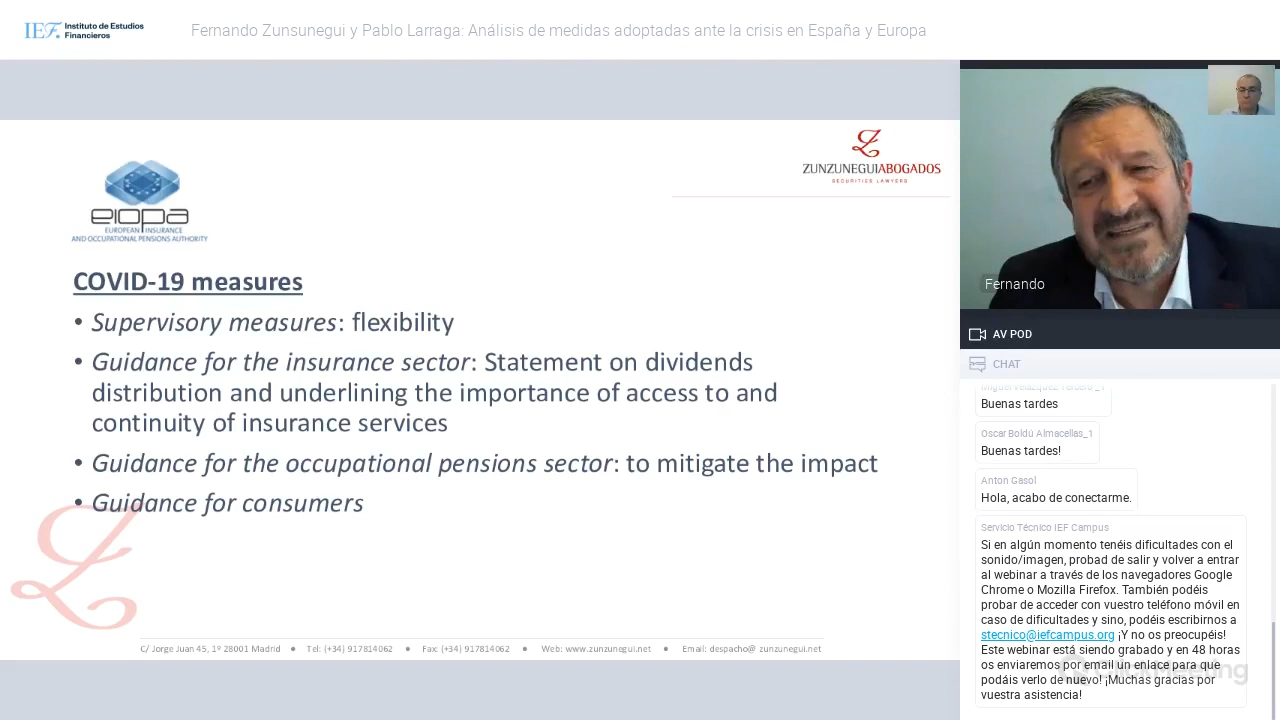 IEF. Instituto de Estudios
Financieros
Fernando Zunsunegui y Pablo Larraga: Análisis de medidas adoptadas ante la crisis en España y Europa
ZUNZUNEGUIABOGADOS
SECURITIES LAWYERS
eiopa
EUROPEAN INSURANCE
AND OCCUPATIONAL PENSIONS AUTHORITY
COVID-19 measures
• Supervisory measures: flexibility
• Guidance for the insurance sector: Statement on dividends
distribution and underlining the importance of access to and
continuity of insurance services
• Guidance for the occupational pensions sector: to mitigate the impact
• Guidance for consumers
C/ Jorge Juan 45, 1º 28001 Madrid • Tel: (+34) 917814062 • Fax: (+34) 917814062 • Web: www.zunzunegui.net • Email: despacho@ zunzunegui.net
Fernando
AV POD
CHAT
Buenas tardes
Oscar Boldú Almacellas_1
Buenas tardes!
Anton Gasol
Hola, acabo de conectarme.
Servicio Técnico IEF Campus
Si en algún momento tenéis dificultades con el
sonido/imagen, probad de salir y volver a entrar
al webinar a través de los navegadores Google
Chrome o Mozilla Firefox. También podéis
probar de acceder con vuestro teléfono móvil en
caso de dificultades y sino, podéis escribirnos a
stecnico@iefcampus.org ¡Y no os preocupéis!
Este webinar está siendo grabado y en 48 horas
os enviaremos por email un enlace para que
podáis verlo de nuevo! ¡Muchas gracias por
vuestra asistencia!
ClickMeeting